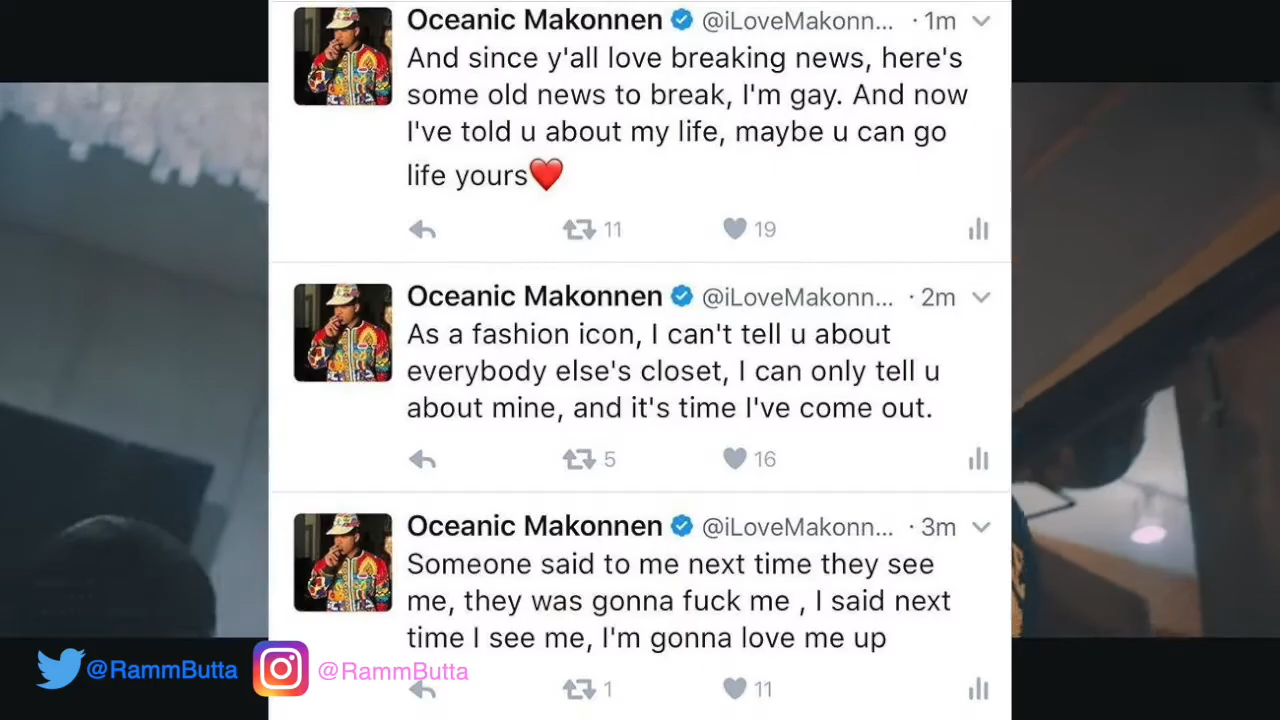 Oceanic Makonnen @iLoveMakonn... · 1m
And since y'all love breaking news, here's
some old news to break, I'm gay. And now
I've told u about my life, maybe u can go
life yours❤️
11 19
Oceanic Makonnen @iLoveMakonn... · 2m
As a fashion icon, I can't tell u about
everybody else's closet, I can only tell u
about mine, and it's time I've come out.
5 16
Oceanic Makonnen @iLoveMakonn... · 3m
Someone said to me next time they see
me, they was gonna fuck me , I said next
time I see me, I'm gonna love me up
@RammButta @RammButta
1 11